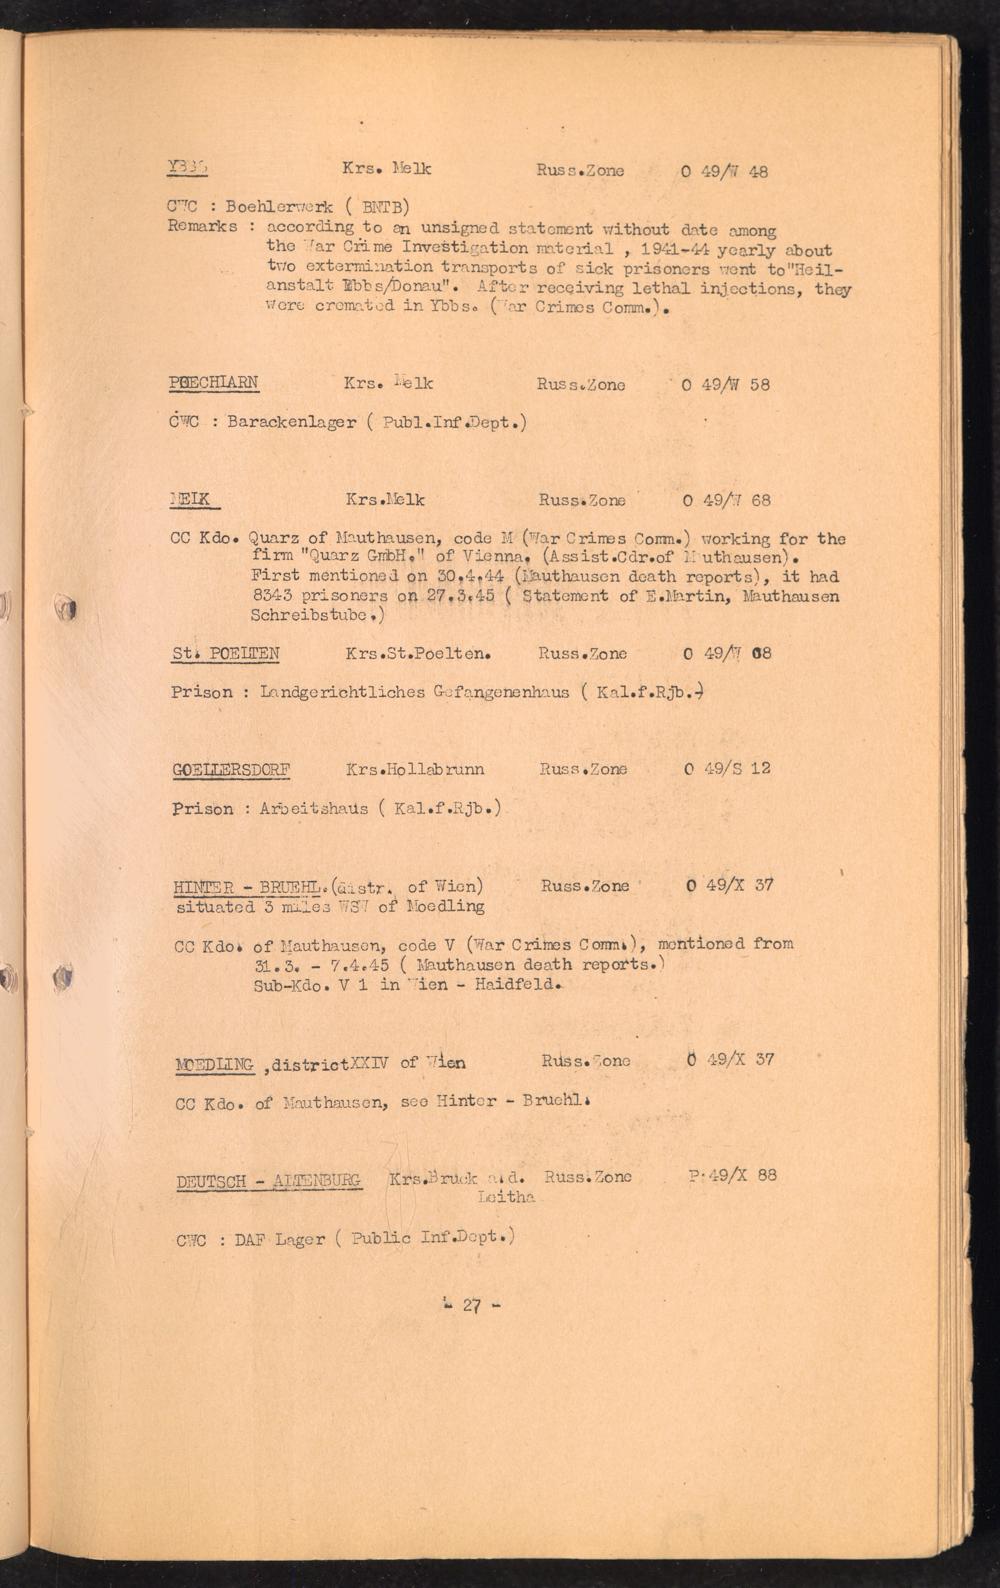 YBBS Krs. Melk Russ.Zone O 49/W 48
CWC : Boehlerwerk ( BNTB)
Remarks : according to an unsigned statement without date among
the War Crime Investigation material , 1941-44 yearly about
two extermination transports of sick prisoners went to"Heil-
anstalt Ybbs/Donau". After receiving lethal injections, they
were cremated in Ybbs. (War Crimes Comm.).
POECHLARN Krs. Melk Russ.Zone O 49/W 58
CWC : Barackenlager ( Publ.Inf.Dept.)
MELK Krs.Melk Russ.Zone O 49/W 68
CC Kdo. Quarz of Mauthausen, code M (War Crimes Comm.) working for the
firm "Quarz GmbH." of Vienna. (Assist.Cdr.of Mauthausen).
First mentioned on 30.4.44 (Mauthausen death reports), it had
8343 prisoners on 27.3.45 ( Statement of E.Martin, Mauthausen
Schreibstube.)
St. POELTEN Krs.St.Poelten. Russ.Zone O 49/W 08
Prison : Landgerichtliches Gefangenenhaus ( Kal.f.Rjb.)
GOELLERSDORF Krs.Hollabrunn Russ.Zone O 49/S 12
Prison : Arbeitshaus ( Kal.f.Rjb.)
HINTER - BRUEHL.(distr. of Wien) Russ.Zone O 49/X 37
situated 3 miles WSW of Moedling
CC Kdo. of Mauthausen, code V (War Crimes Comm.), mentioned from
31.3. - 7.4.45 ( Mauthausen death reports.)
Sub-Kdo. V 1 in Wien - Haidfeld.
MOEDLING ,districtXXIV of Wien Russ.Zone O 49/X 37
CC Kdo. of Mauthausen, see Hinter - Bruehl.
DEUTSCH - ALTENBURG Krs.Bruck a.d. Russ.Zone P 49/X 88
Leitha
CWC : DAF Lager ( Public Inf.Dept.)
- 27 -